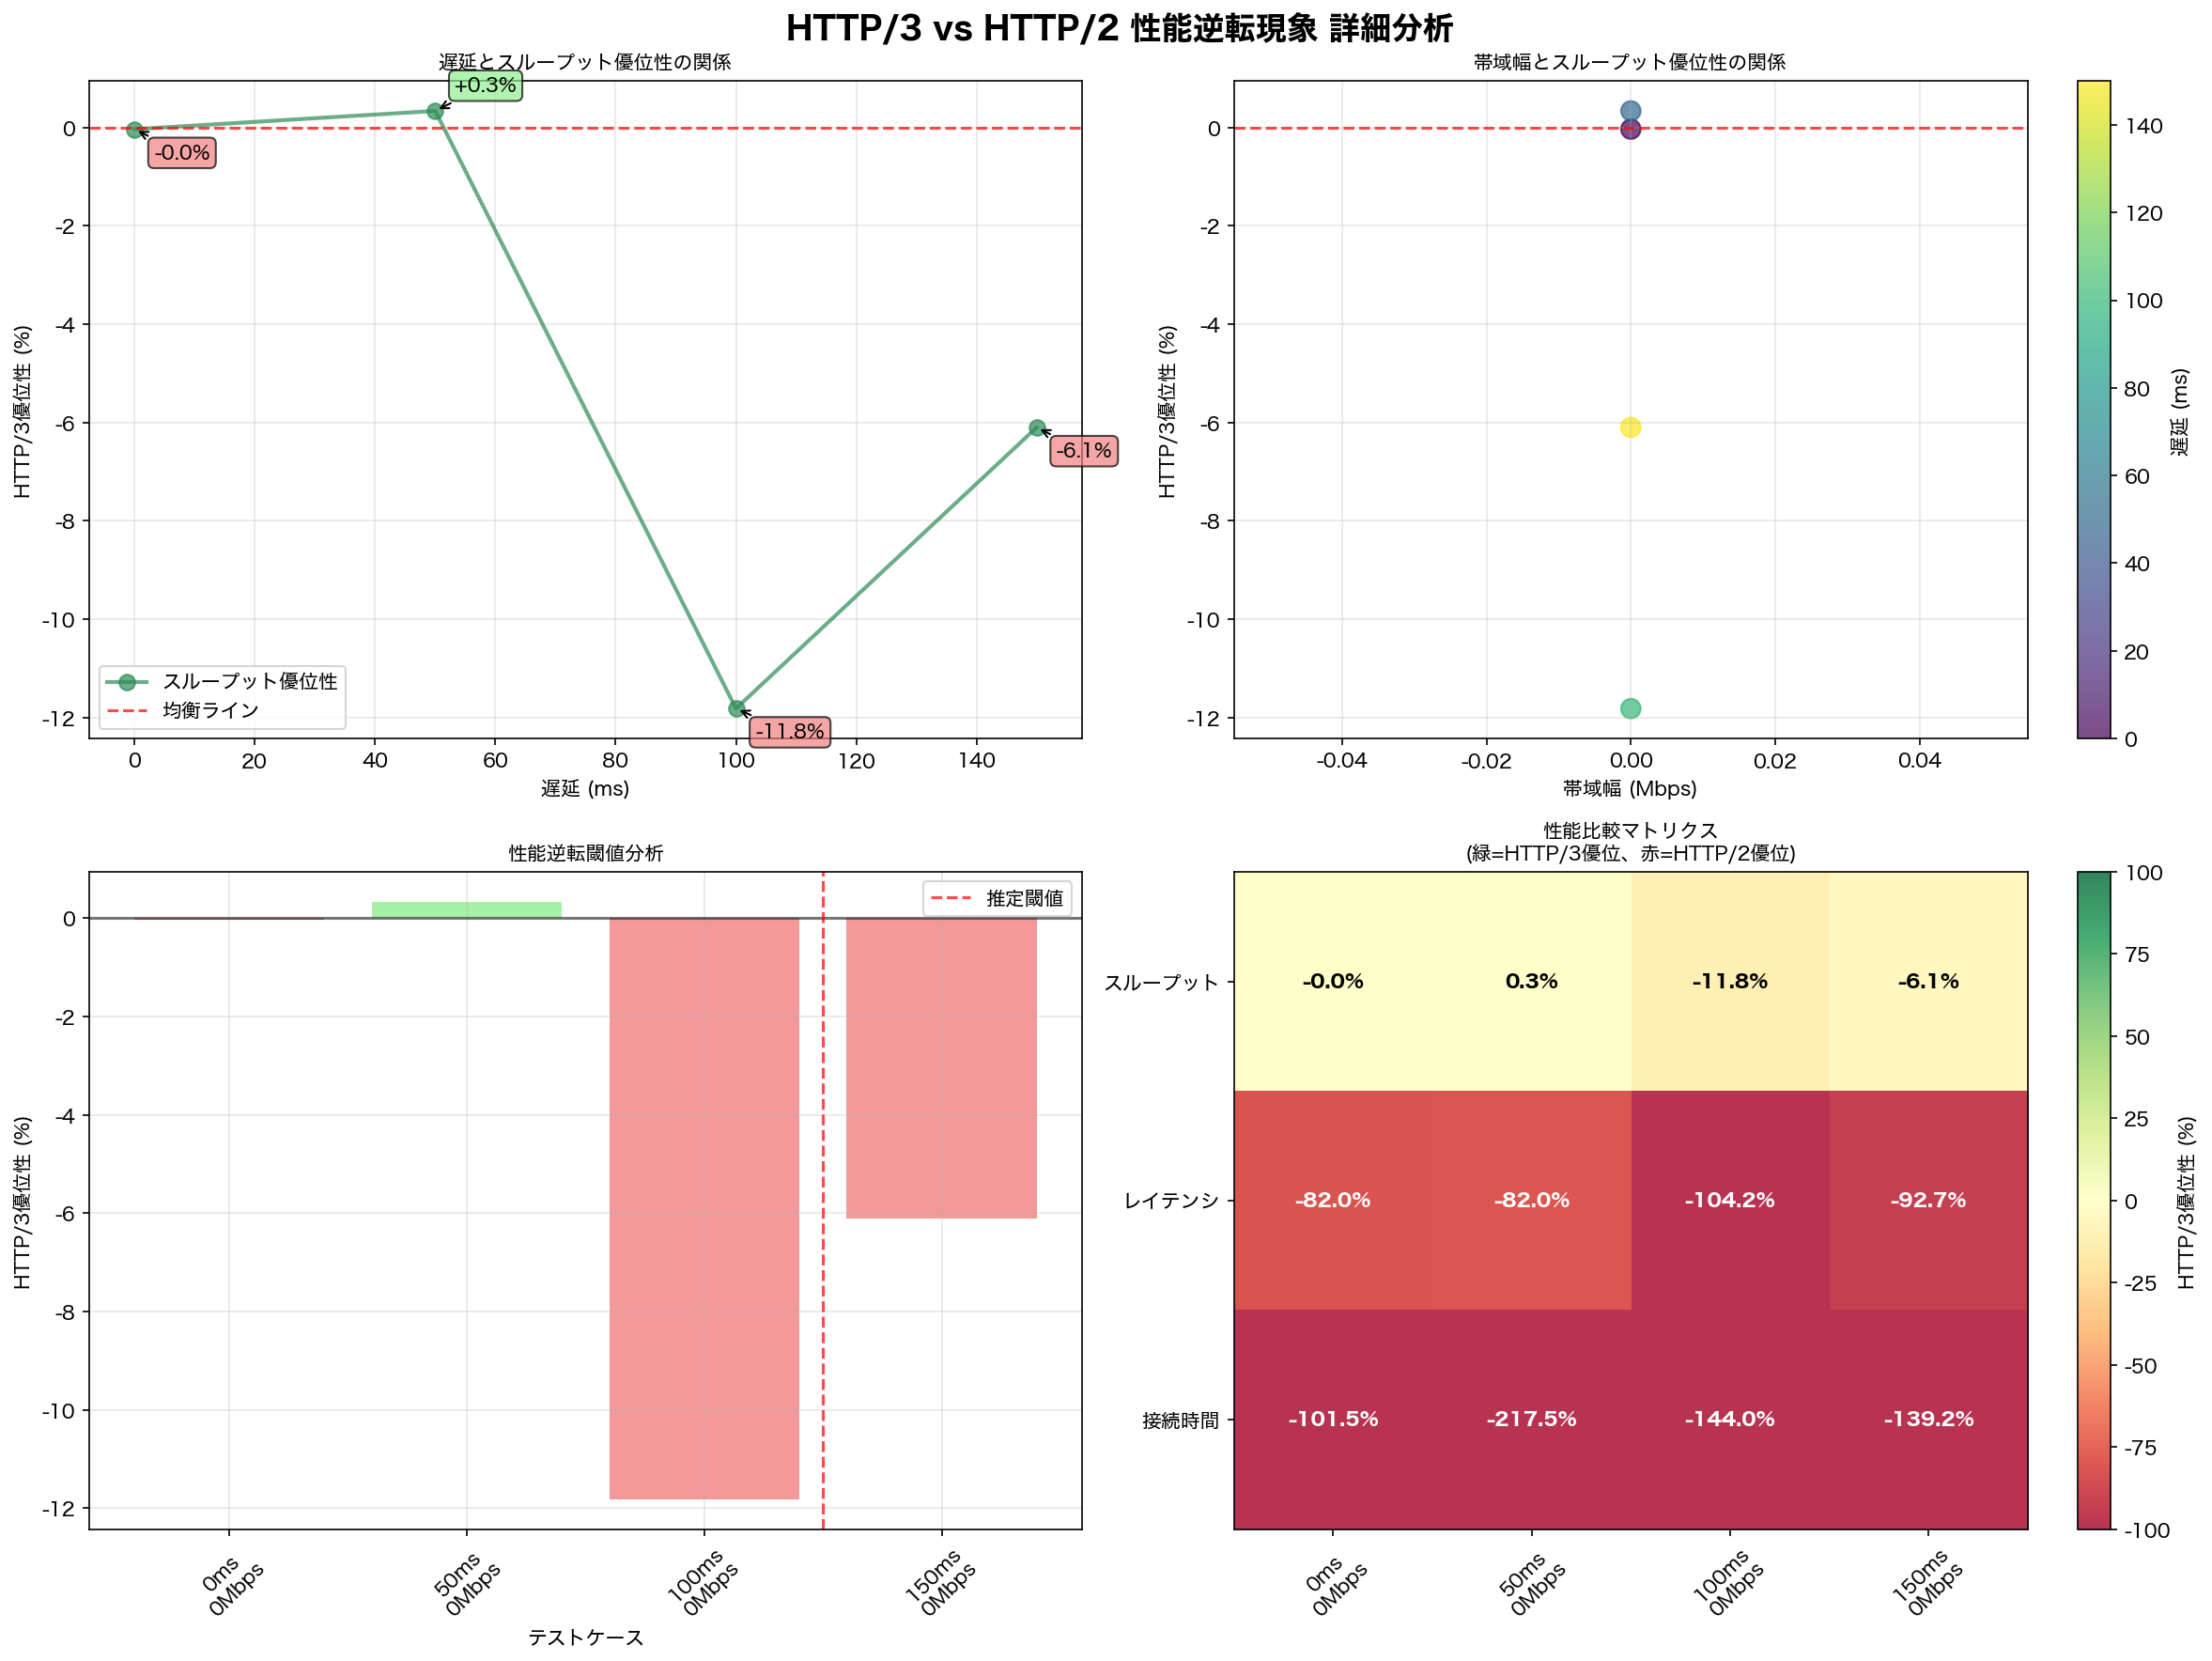 HTTP/3 vs HTTP/2 性能逆転現象 詳細分析
遅延とスループット優位性の関係
+0.3%
-0.0%
-11.8%
-6.1%
0
-2
-4
-6
-8
-10
-12
HTTP/3優位性 (%)
スループット優位性
均衡ライン
0 20 40 60 80 100 120 140
遅延 (ms)
帯域幅とスループット優位性の関係
0
-2
-4
-6
-8
-10
-12
HTTP/3優位性 (%)
-0.04 -0.02 0.00 0.02 0.04
帯域幅 (Mbps)
140
120
100
80
60
40
20
0
遅延 (ms)
性能逆転閾値分析
推定閾値
0
-2
-4
-6
-8
-10
-12
HTTP/3優位性 (%)
0ms
0Mbps
50ms
0Mbps
100ms
0Mbps
150ms
0Mbps
テストケース
性能比較マトリクス
(緑=HTTP/3優位、赤=HTTP/2優位)
スループット -0.0% 0.3% -11.8% -6.1%
レイテンシ -82.0% -82.0% -104.2% -92.7%
接続時間 -101.5% -217.5% -144.0% -139.2%
0ms
0Mbps
50ms
0Mbps
100ms
0Mbps
150ms
0Mbps
100
75
50
25
0
-25
-50
-75
-100
HTTP/3優位性 (%)